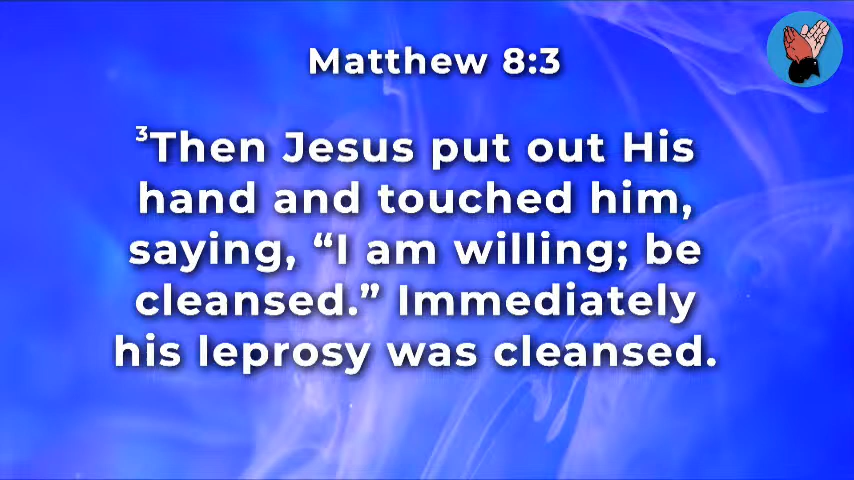 Matthew 8:3
³Then Jesus put out His
hand and touched him,
saying, “I am willing; be
cleansed.” Immediately
his leprosy was cleansed.